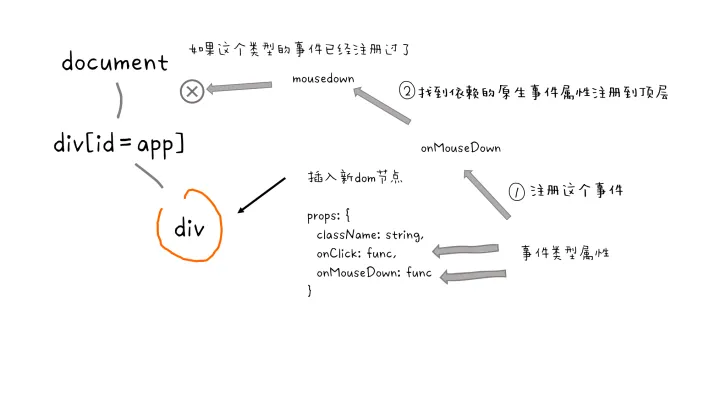 如果这个类型的事件已经注册过了
document
mousedown
②找到依赖的原生事件属性注册到顶层
div[id=app]
onMouseDown
插入新dom节点
①注册这个事件
div
props: {
className: string,
onClick: func,
事件类型属性
onMouseDown: func
}